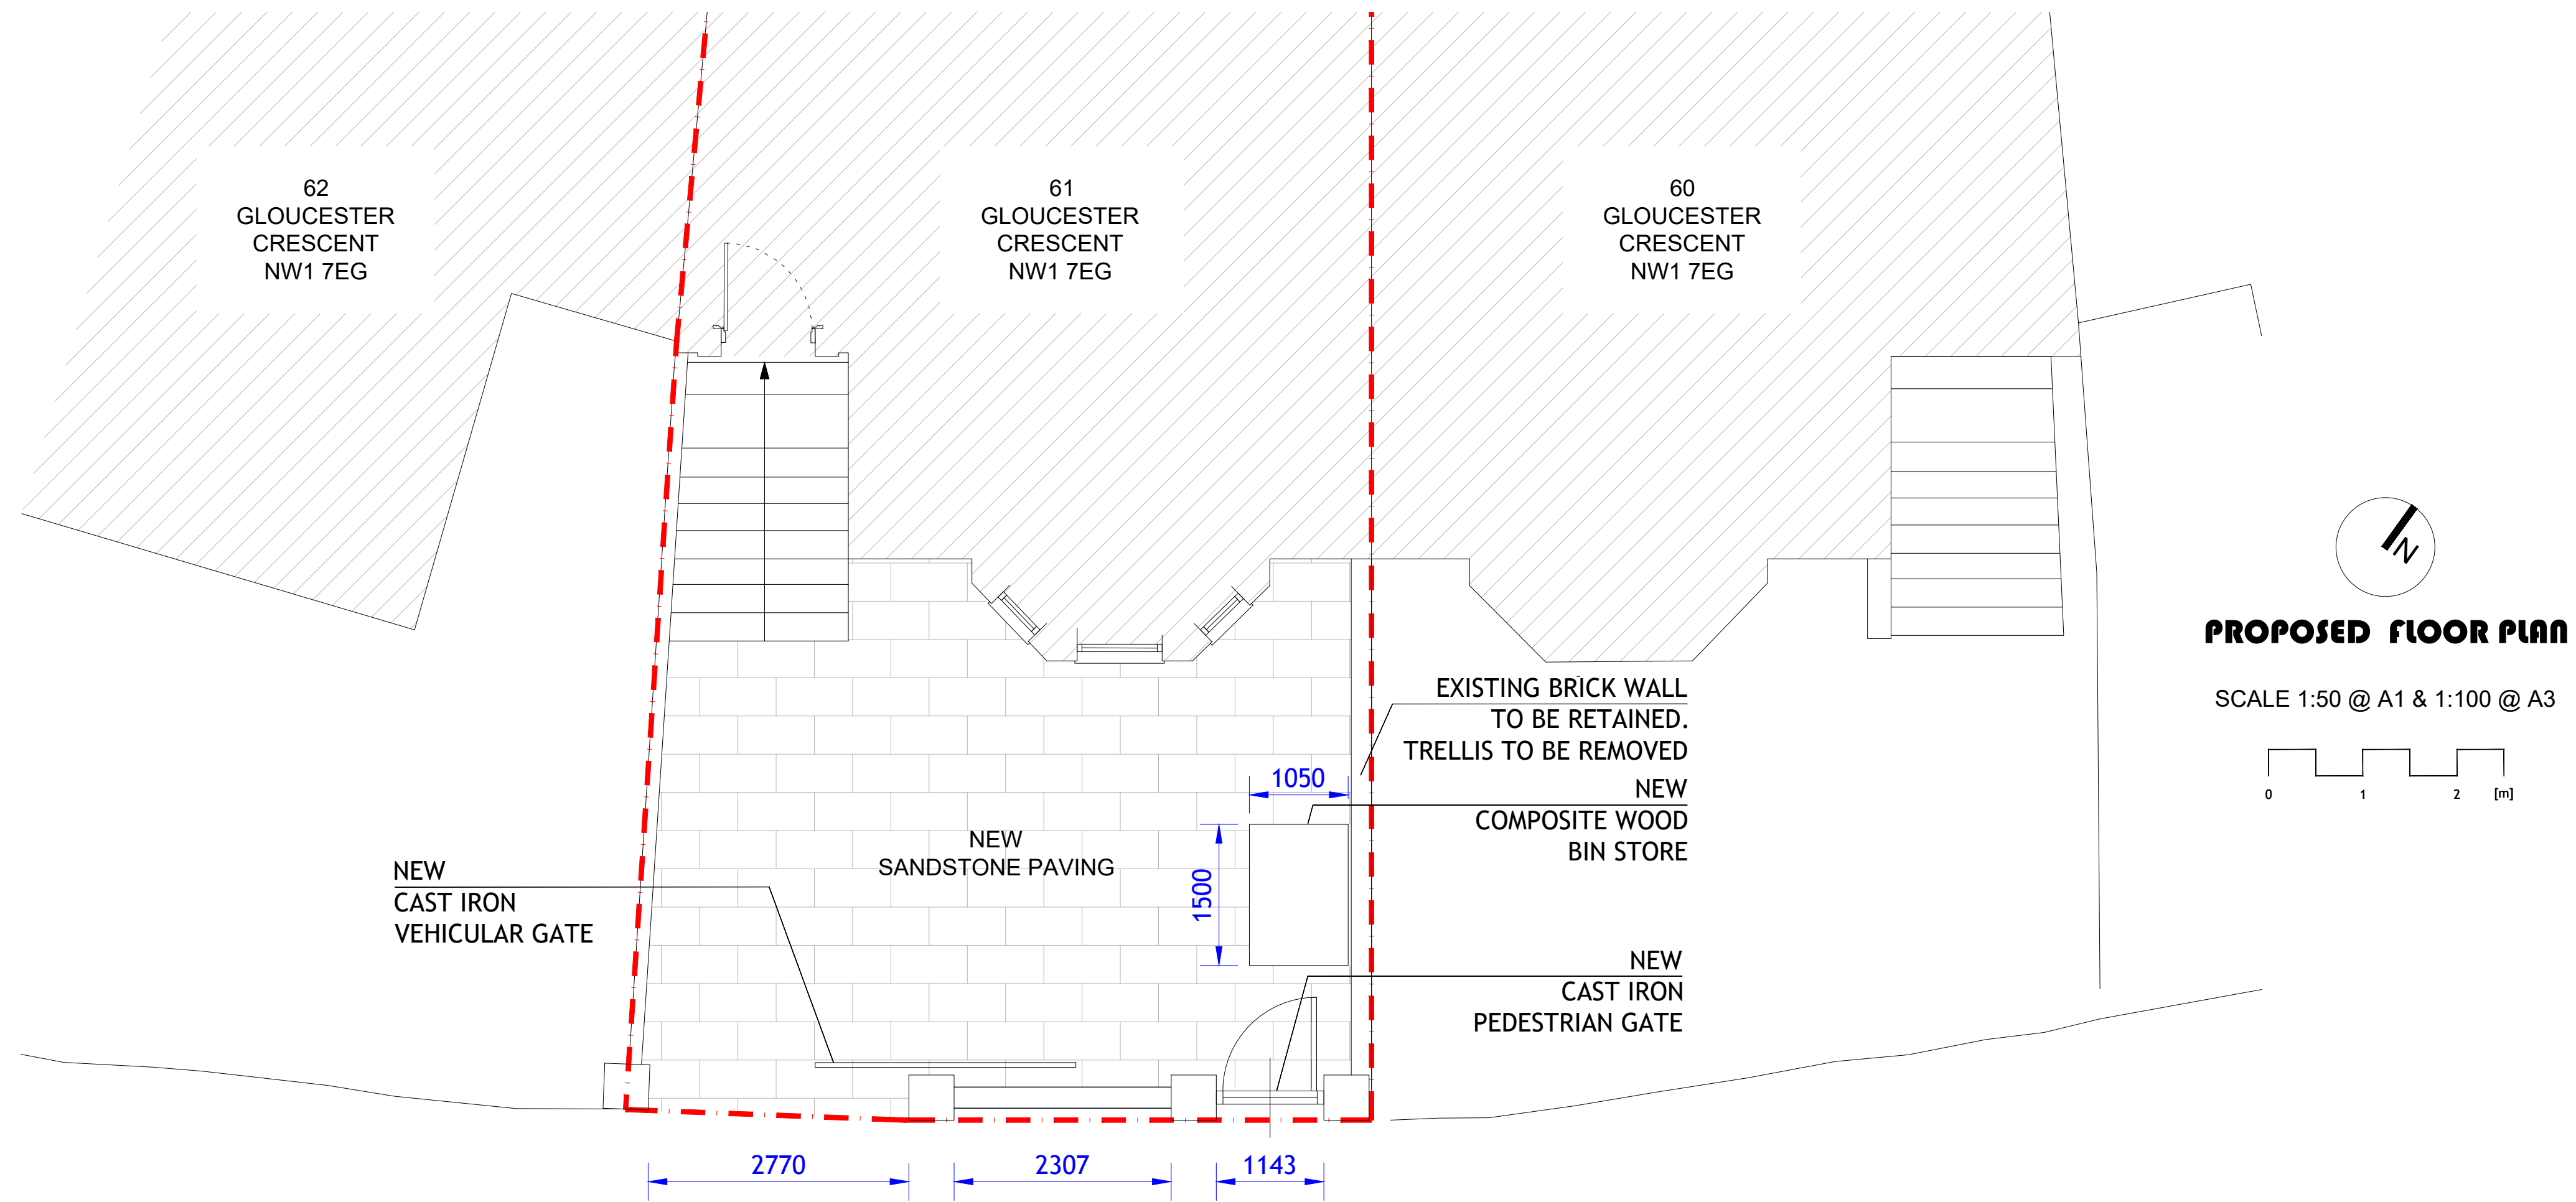 62
GLOUCESTER
CRESCENT
NW1 7EG
61
GLOUCESTER
CRESCENT
NW1 7EG
60
GLOUCESTER
CRESCENT
NW1 7EG
N
PROPOSED FLOOR PLAN
SCALE 1:50 @ A1 & 1:100 @ A3
0 1 2 [m]
EXISTING BRICK WALL
TO BE RETAINED.
TRELLIS TO BE REMOVED
1050
NEW
COMPOSITE WOOD
BIN STORE
NEW
SANDSTONE PAVING
1500
NEW
CAST IRON
VEHICULAR GATE
NEW
CAST IRON
PEDESTRIAN GATE
2770
2307
1143